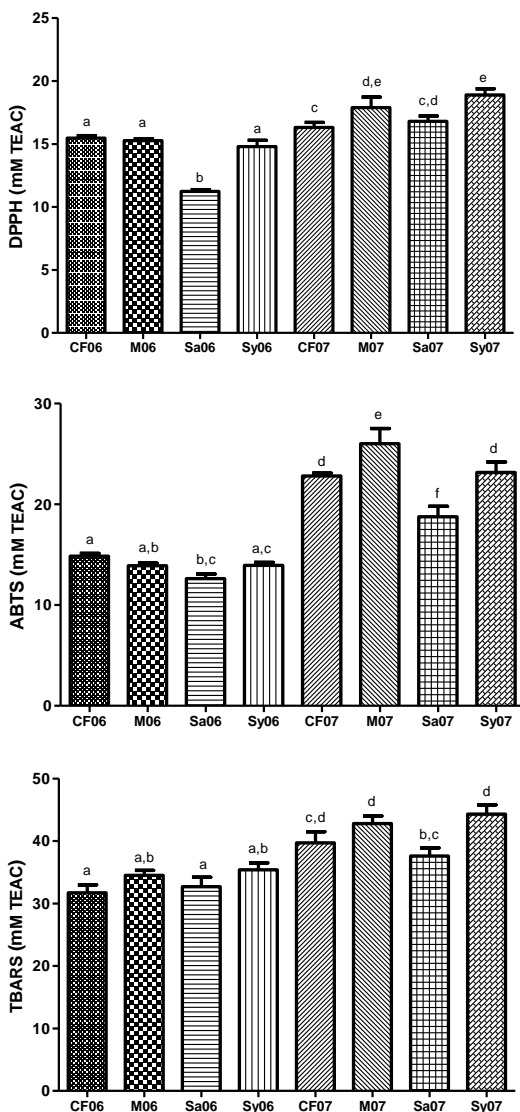 25
20
15
10
5
0
DPPH (mM TEAC)
a a b a c d,e c,d e
CF06 M06 Sa06 Sy06 CF07 M07 Sa07 Sy07
30
20
10
0
ABTS (mM TEAC)
a a,b b,c a,c d e f d
CF06 M06 Sa06 Sy06 CF07 M07 Sa07 Sy07
50
40
30
20
10
0
TBARS (mM TEAC)
a a,b a a,b c,d d b,c d
CF06 M06 Sa06 Sy06 CF07 M07 Sa07 Sy07